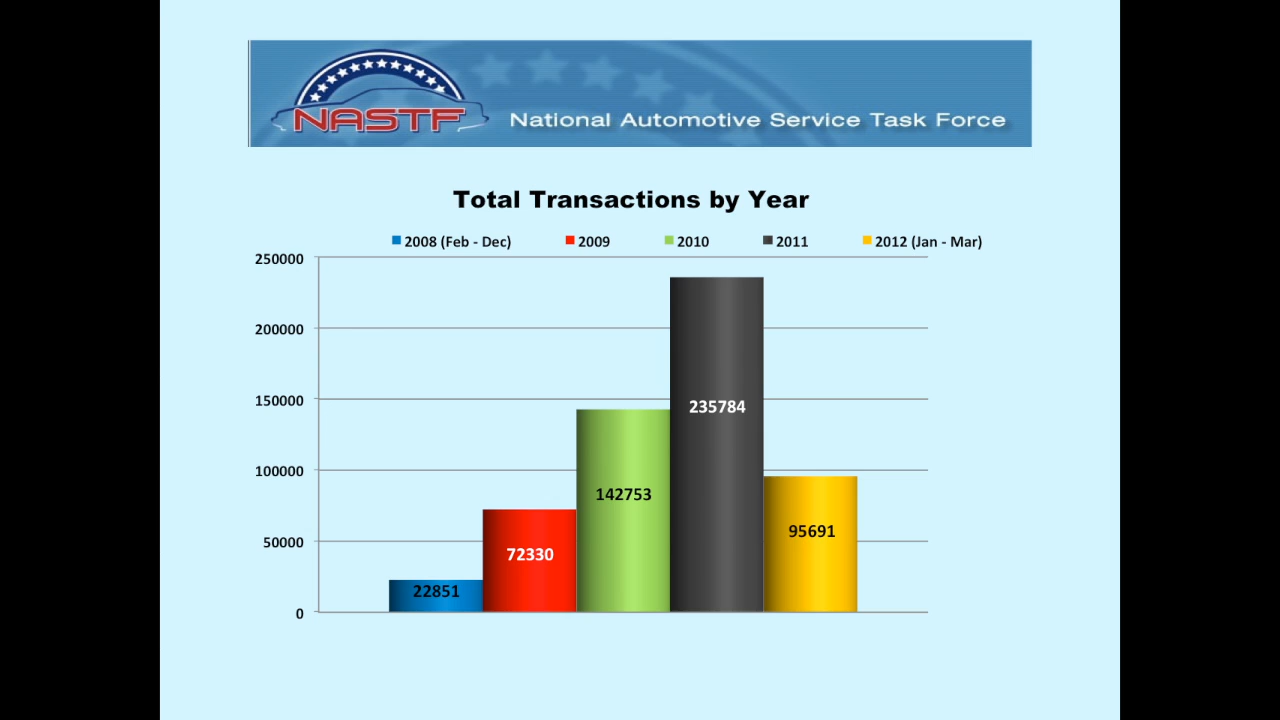 NASTF
National Automotive Service Task Force
Total Transactions by Year
2008 (Feb - Dec) 2009 2010 2011 2012 (Jan - Mar)
250000
200000
150000
100000
50000
0
22851
72330
142753
235784
95691